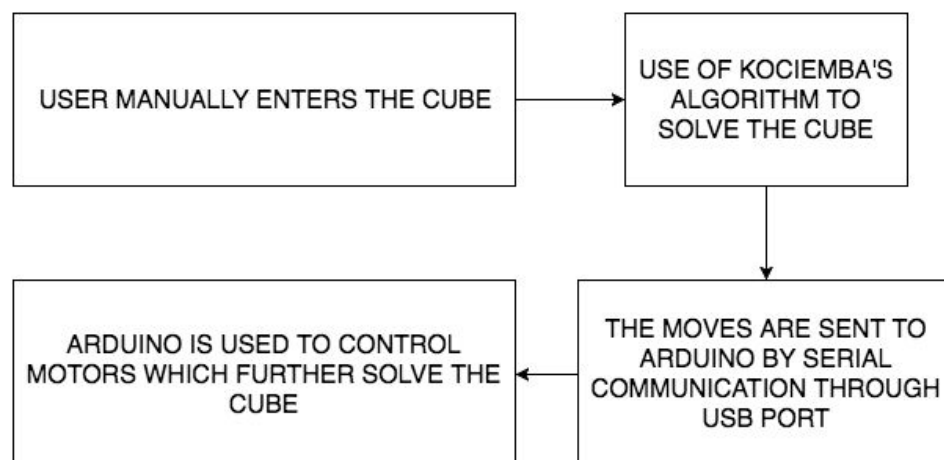 USER MANUALLY ENTERS THE CUBE
USE OF KOCIEMBA'S
ALGORITHM TO
SOLVE THE CUBE
THE MOVES ARE SENT TO
ARDUINO BY SERIAL
COMMUNICATION THROUGH
USB PORT
ARDUINO IS USED TO CONTROL
MOTORS WHICH FURTHER SOLVE THE
CUBE